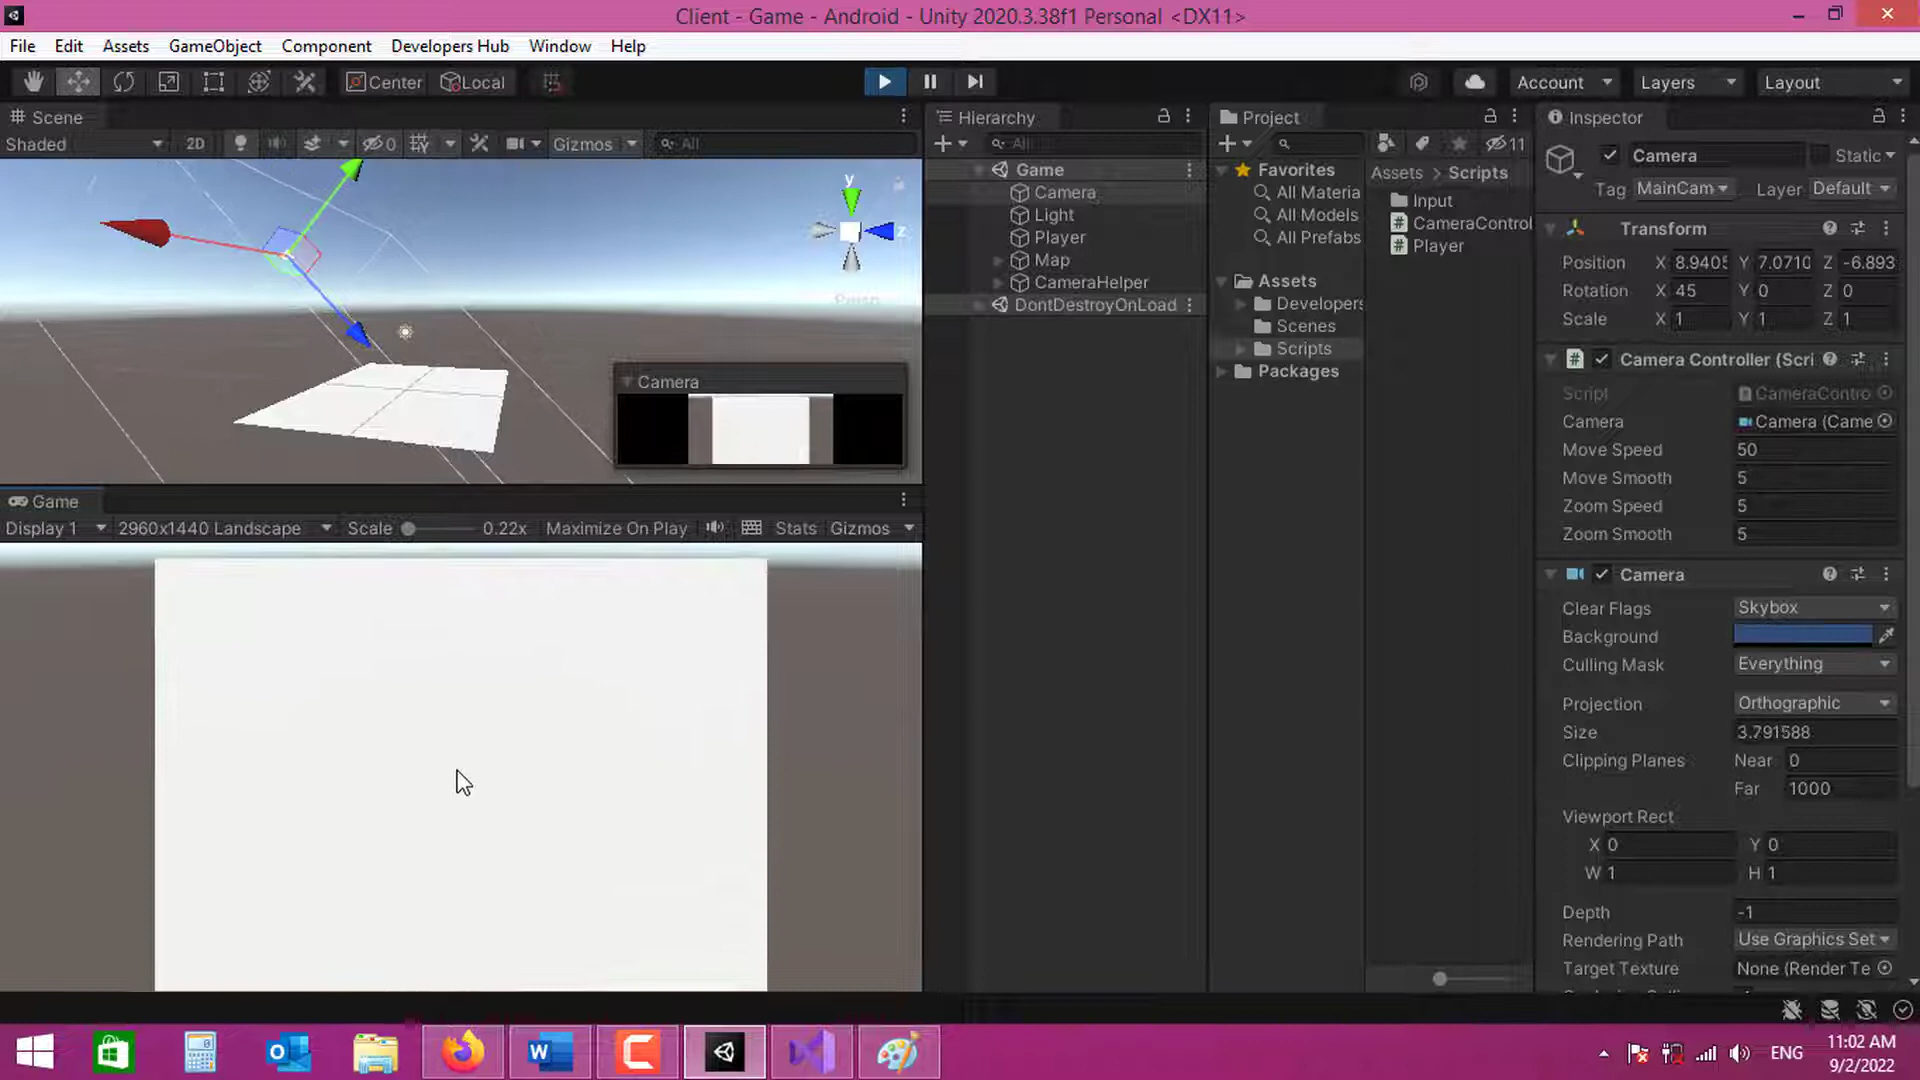 Client - Game - Android - Unity 2020.3.38f1 Personal <DX11>
File Edit Assets GameObject Component Developers Hub Window Help
Center Local Account Layers Layout
Scene
Shaded 2D 0 Gizmos All
y
z
Persp
Camera
Game
Display 1 2960x1440 Landscape Scale 0.22x Maximize On Play Stats Gizmos
Hierarchy
All
Game
Camera
Light
Player
Map
CameraHelper
DontDestroyOnLoad
Project
11
Favorites
All Materia
All Models
All Prefabs
Assets
Developers
Scenes
Scripts
Packages
Assets > Scripts
Input
CameraControl
Player
Inspector
Camera Static
Tag MainCam Layer Default
Transform
Position X 8.9405 Y 7.0710 Z -6.893
Rotation X 45 Y 0 Z 0
Scale X 1 Y 1 Z 1
Camera Controller (Scri
Script CameraContro
Camera Camera (Came
Move Speed 50
Move Smooth 5
Zoom Speed 5
Zoom Smooth 5
Camera
Clear Flags Skybox
Background
Culling Mask Everything
Projection Orthographic
Size 3.791588
Clipping Planes Near 0
Far 1000
Viewport Rect
X 0 Y 0
W 1 H 1
Depth -1
Rendering Path Use Graphics Set
Target Texture None (Render Te
ENG
11:02 AM
9/2/2022